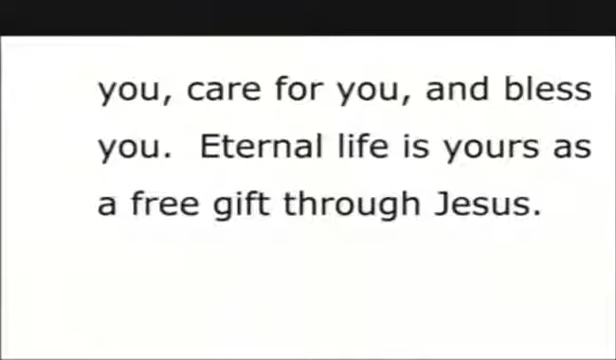 you, care for you, and bless
you.  Eternal life is yours as
a free gift through Jesus.